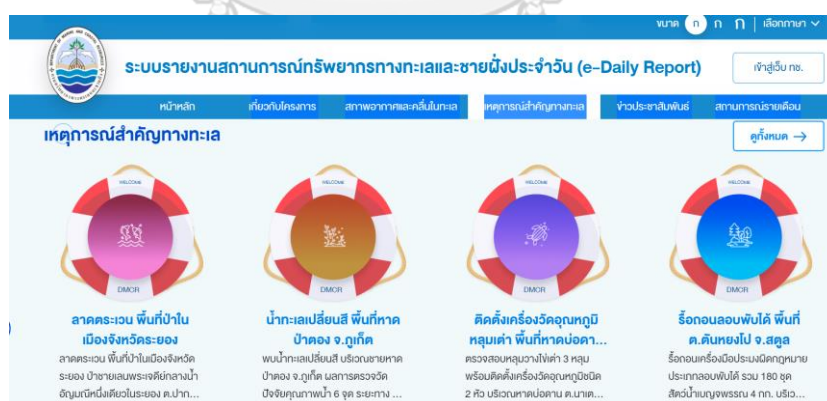 ขนาด ก ก ก | เลือกภาษา
ระบบรายงานสถานการณ์ทรัพยากรทางทะเลและชายฝั่งประจำวัน (e-Daily Report)
เข้าสู่เว็บ ทช.
หน้าหลัก เกี่ยวกับโครงการ สภาพอากาศและคลื่นในทะเล เหตุการณ์สำคัญทางทะเล ข่าวประชาสัมพันธ์ สถานการณ์รายเดือน
เหตุการณ์สำคัญทางทะเล
ดูทั้งหมด →
WELCOME WELCOME WELCOME WELCOME
DMCR DMCR DMCR DMCR
ลาดตระเวน พื้นที่ป่าใน
เมืองจังหวัดระยอง
ลาดตระเวน พื้นที่ป่าในเมืองจังหวัด
ระยอง ป่าชายเลนพระเจดีย์กลางน้ำ
อัญมณีหนึ่งเดียวในระยอง ต.ปาก...
น้ำทะเลเปลี่ยนสี พื้นที่หาด
ป่าตอง จ.ภูเก็ต
พบน้ำทะเลเปลี่ยนสี บริเวณชายหาด
ป่าตอง จ.ภูเก็ต ผลการตรวจวัด
ปัจจัยคุณภาพน้ำ 6 จุด ระยะทาง ...
ติดตั้งเครื่องวัดอุณหภูมิ
หลุมเต่า พื้นที่หาดบ่อดา...
ตรวจสอบหลุมวางไข่เต่า 3 หลุม
พร้อมติดตั้งเครื่องวัดอุณหภูมิชนิด
2 หัว บริเวณหาดบ่อดาน ต.นาเต...
รื้อถอนลอบพับได้ พื้นที่
ต.ตันหยงโป จ.สตูล
รื้อถอนเครื่องมือประมงผิดกฎหมาย
ประเภทลอบพับได้ รวม 180 ชุด
สัตว์น้ำเบญจพรรณ 4 กก. บริเว...